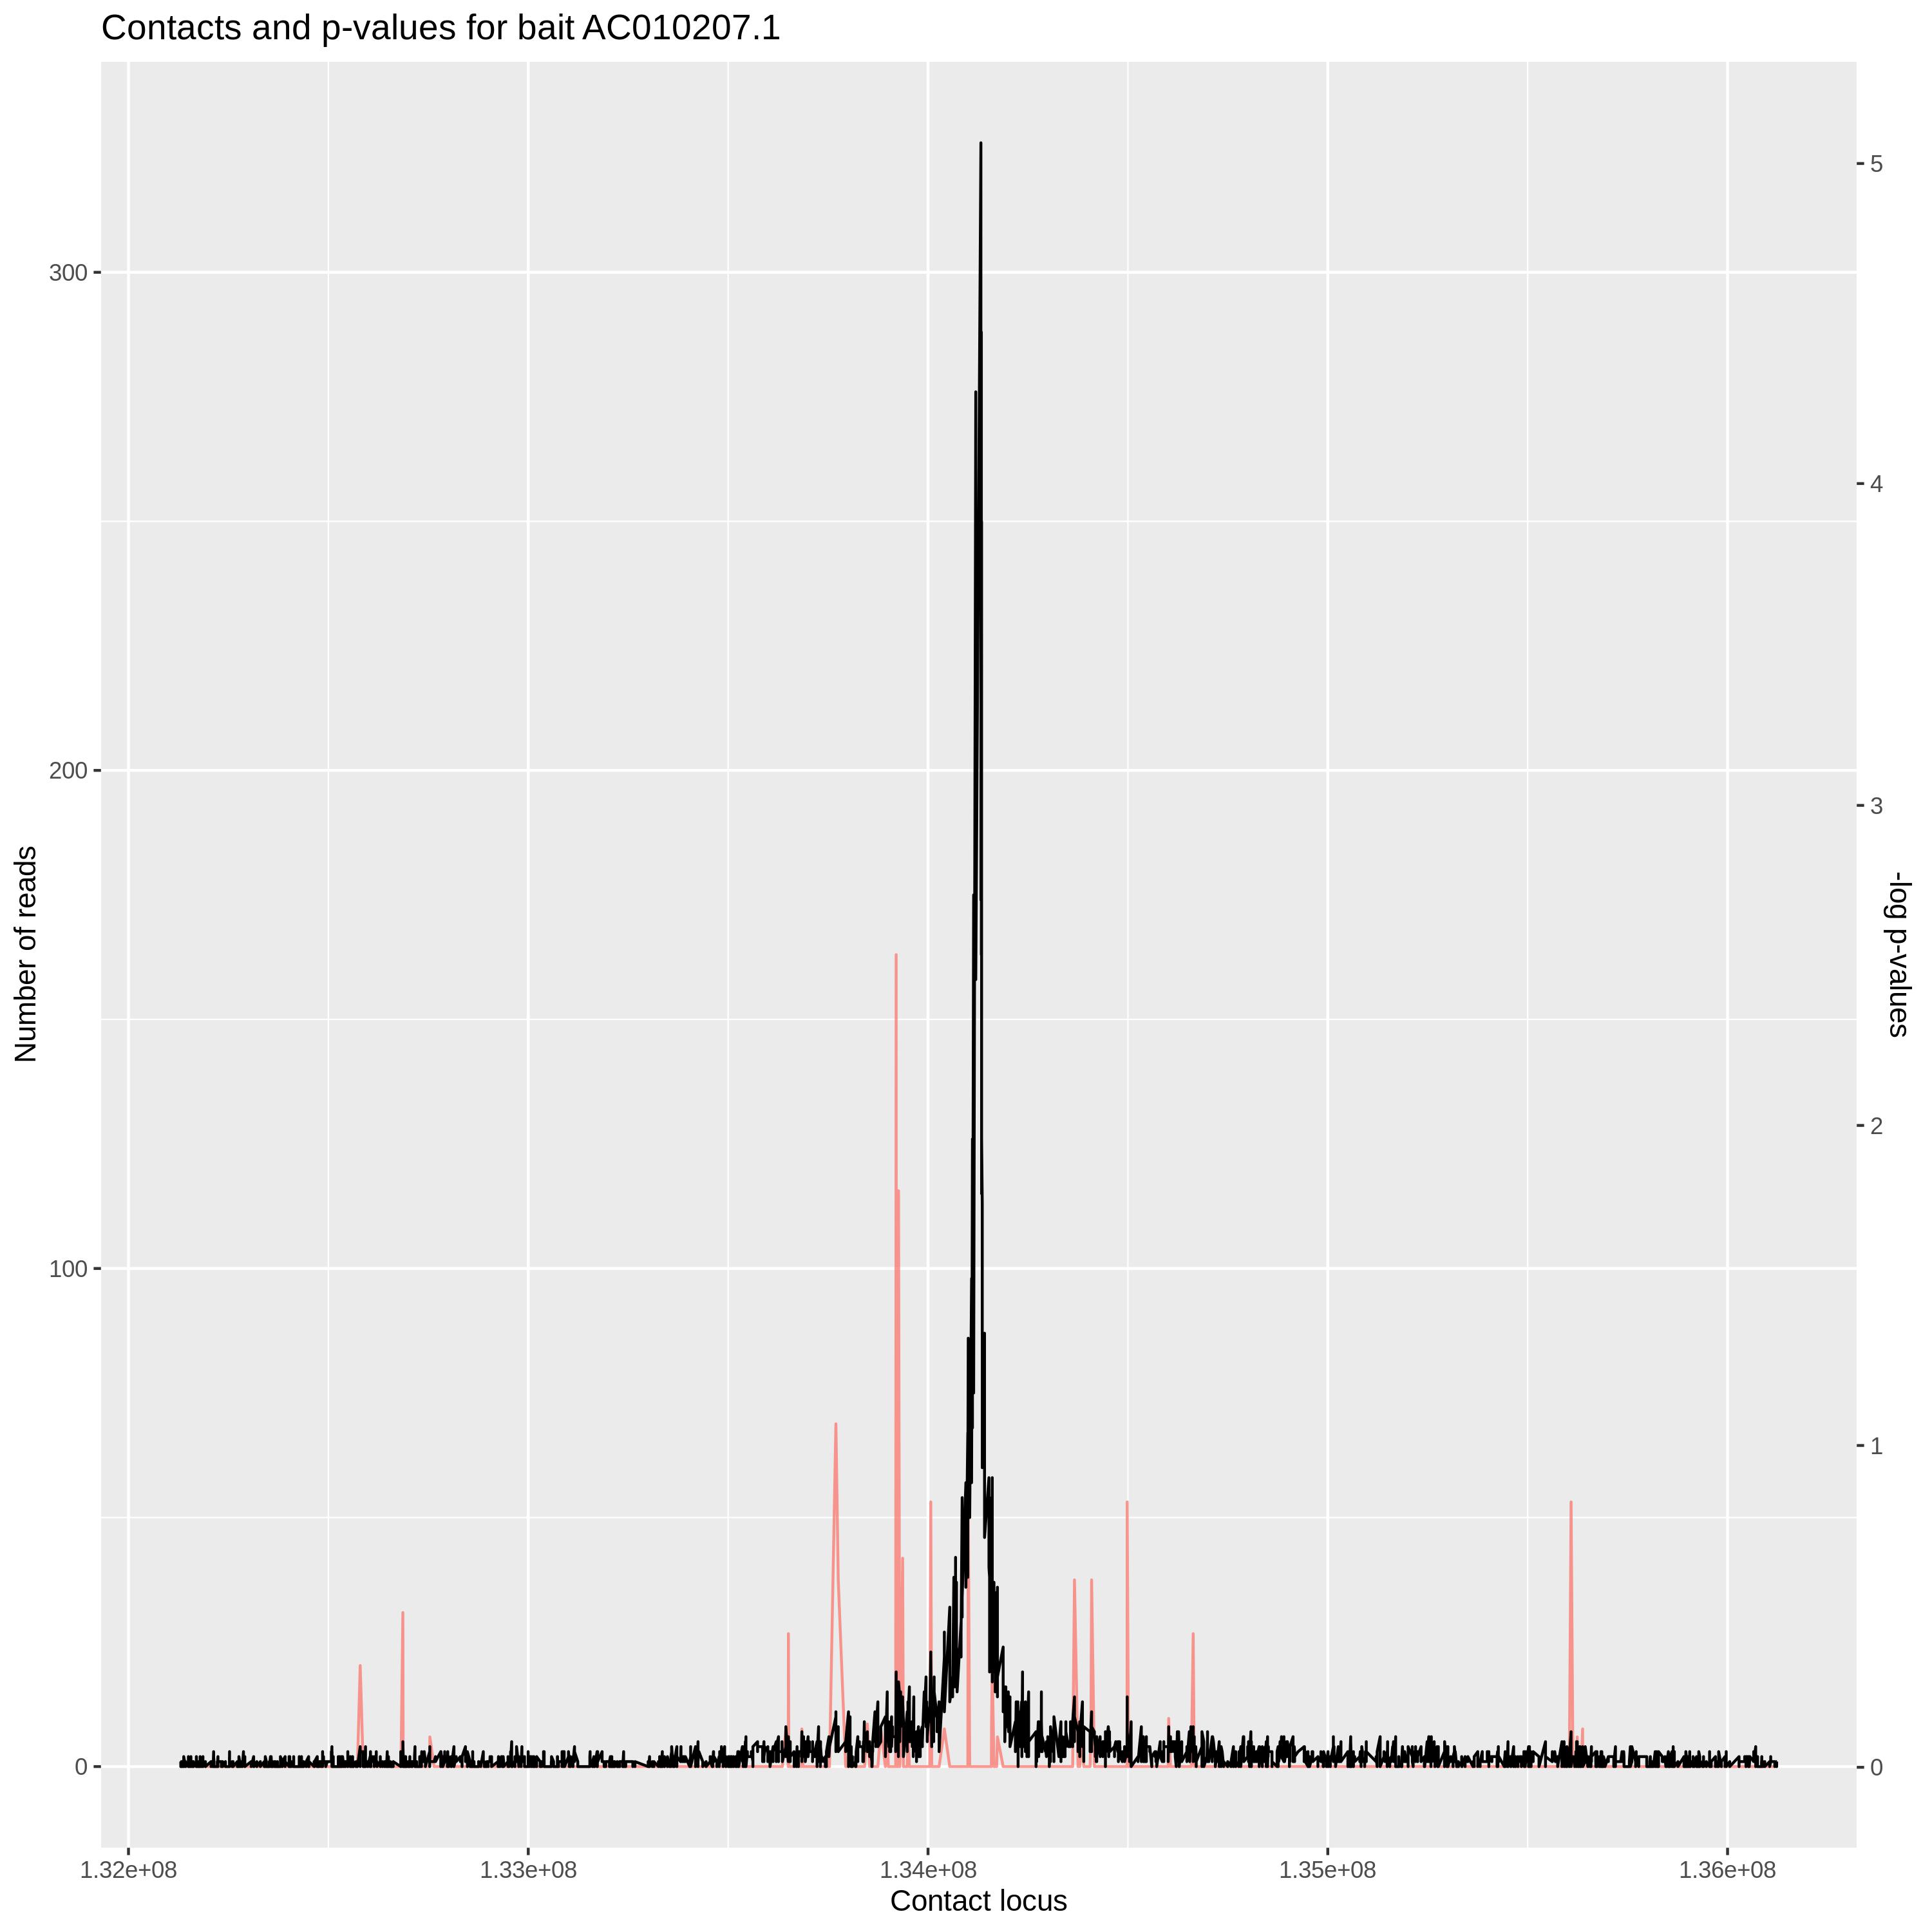 Contacts and p-values for bait AC010207.1
300
200
100
0
Number of reads
5
4
3
2
1
0
-log p-values
1.32e+08
1.33e+08
1.34e+08
1.35e+08
1.36e+08
Contact locus